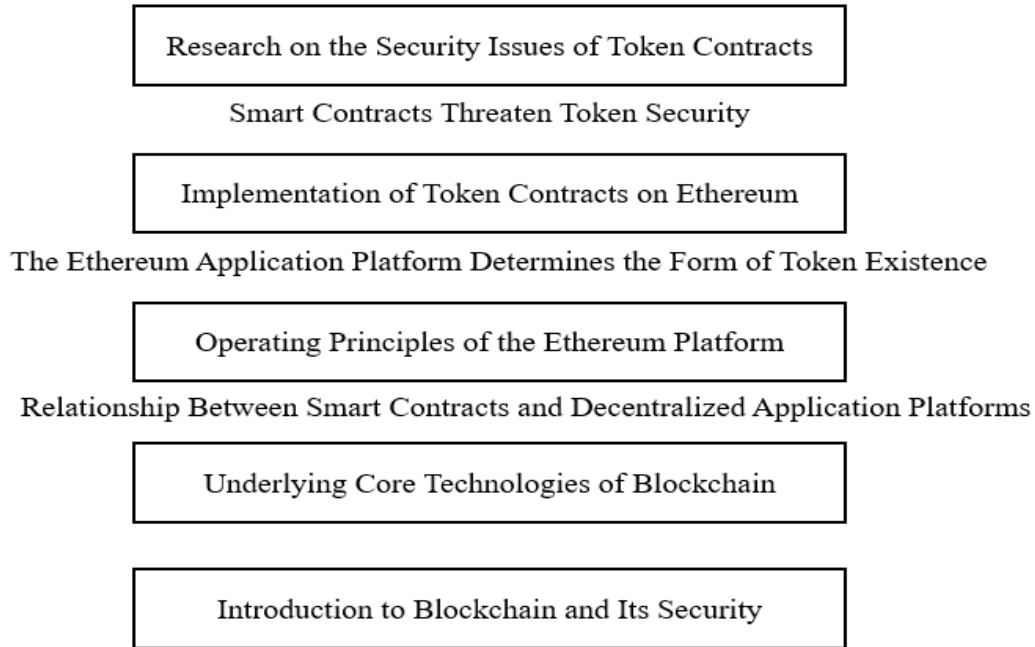 Research on the Security Issues of Token Contracts
Smart Contracts Threaten Token Security
Implementation of Token Contracts on Ethereum
The Ethereum Application Platform Determines the Form of Token Existence
Operating Principles of the Ethereum Platform
Relationship Between Smart Contracts and Decentralized Application Platforms
Underlying Core Technologies of Blockchain
Introduction to Blockchain and Its Security